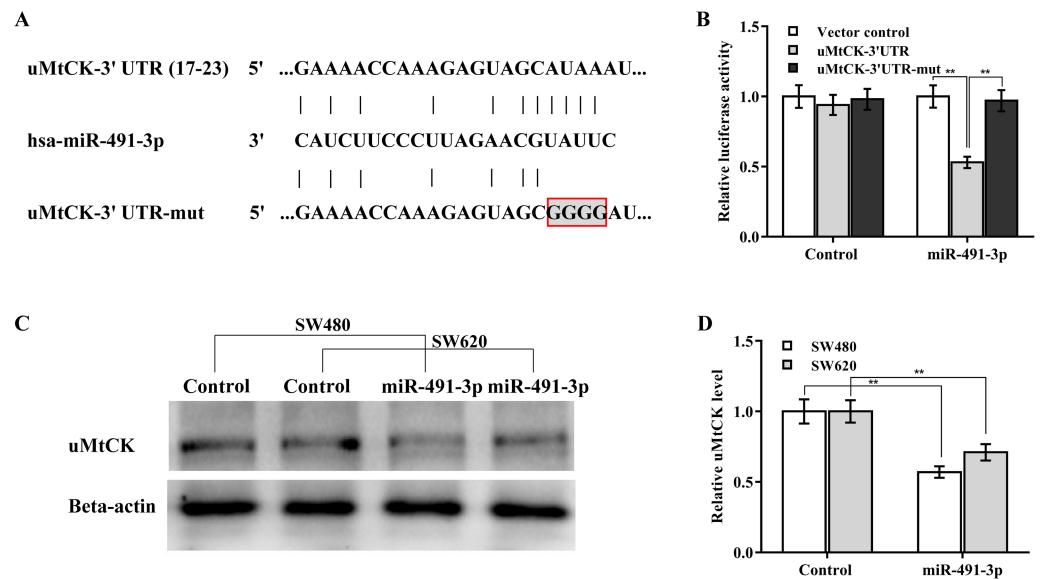 A
uMtCK-3' UTR (17-23) 5' ...GAAAACCAAAGAGUAGCAUAAAU...
hsa-miR-491-3p 3' CAUCUUCCCUUAGAACGUAUUC
uMtCK-3' UTR-mut 5' ...GAAAACCAAAGAGUAGCGGGGAU...
B
Vector control
uMtCK-3'UTR
uMtCK-3'UTR-mut
** **
Relative luciferase activity
1.5
1.0
0.5
1.0
Control miR-491-3p
C
SW480
SW620
Control Control miR-491-3p miR-491-3p
uMtCK
Beta-actin
D
SW480
SW620
**
**
Relative uMtCK level
1.5
1.0
0.5
0.0
Control miR-491-3p